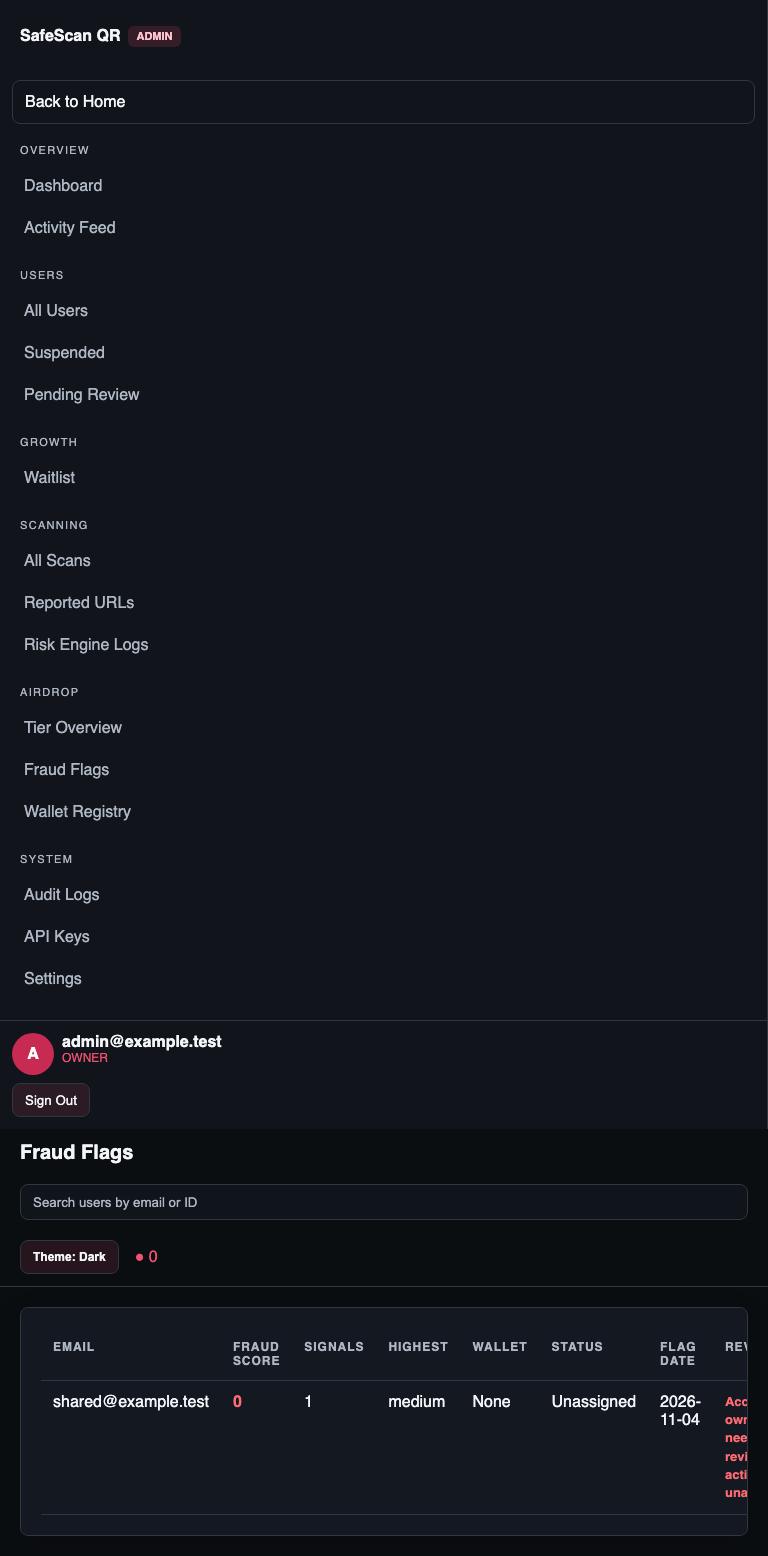 SafeScan QR ADMIN
Back to Home
OVERVIEW
Dashboard
Activity Feed
USERS
All Users
Suspended
Pending Review
GROWTH
Waitlist
SCANNING
All Scans
Reported URLs
Risk Engine Logs
AIRDROP
Tier Overview
Fraud Flags
Wallet Registry
SYSTEM
Audit Logs
API Keys
Settings
A admin@example.test
OWNER
Sign Out
Fraud Flags
Search users by email or ID
Theme: Dark 0
EMAIL FRAUD SCORE SIGNALS HIGHEST WALLET STATUS FLAG DATE
shared@example.test 0 1 medium None Unassigned 2026-11-04